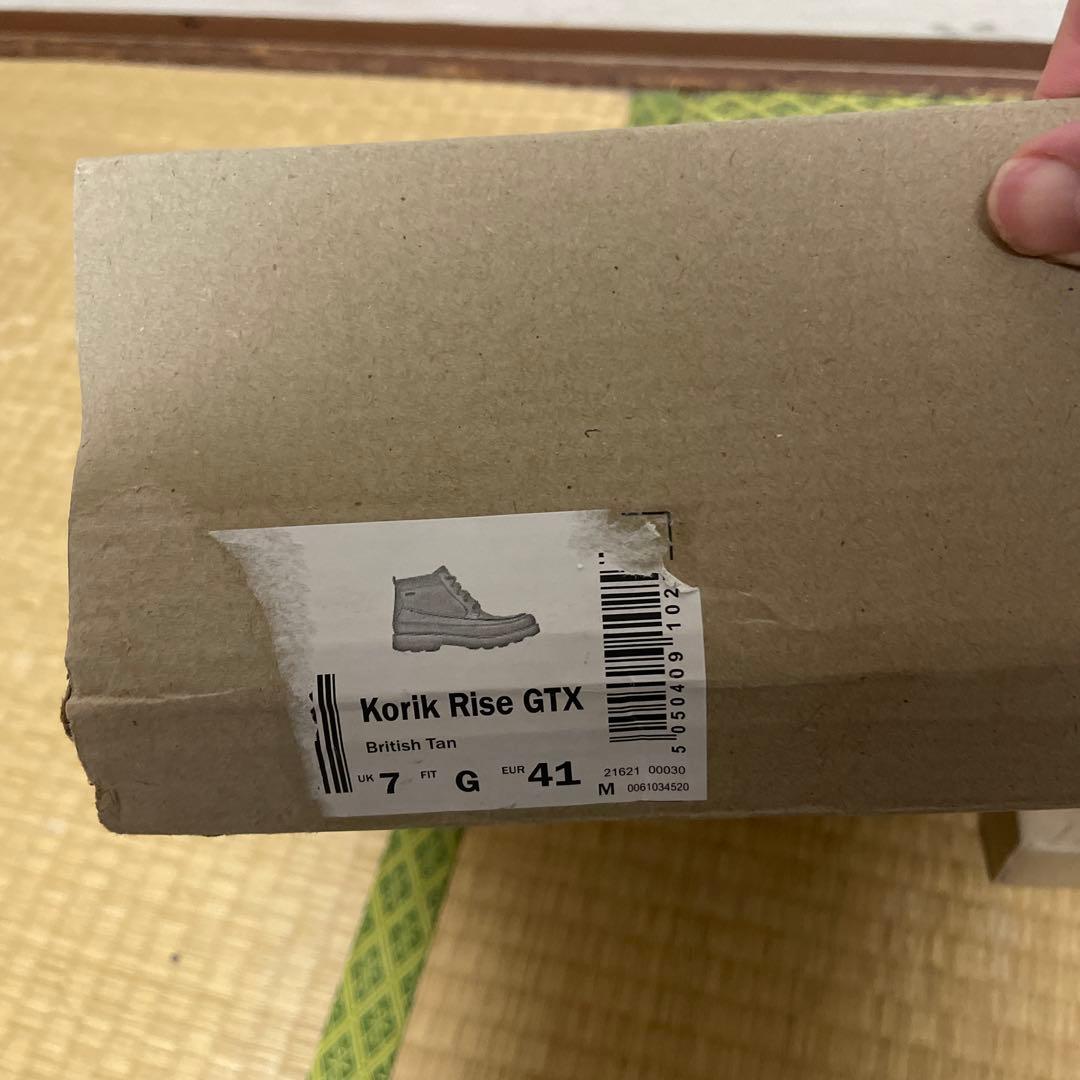 Korik Rise GTX
British Tan
UK 7 FIT G EUR 41
21621 00030
M 0061034520
5 050409 102